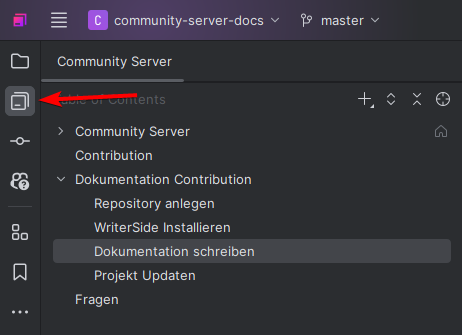 C community-server-docs master
Community Server
Table of Contents
Community Server
Contribution
Dokumentation Contribution
Repository anlegen
WriterSide Installieren
Dokumentation schreiben
Projekt Updaten
Fragen